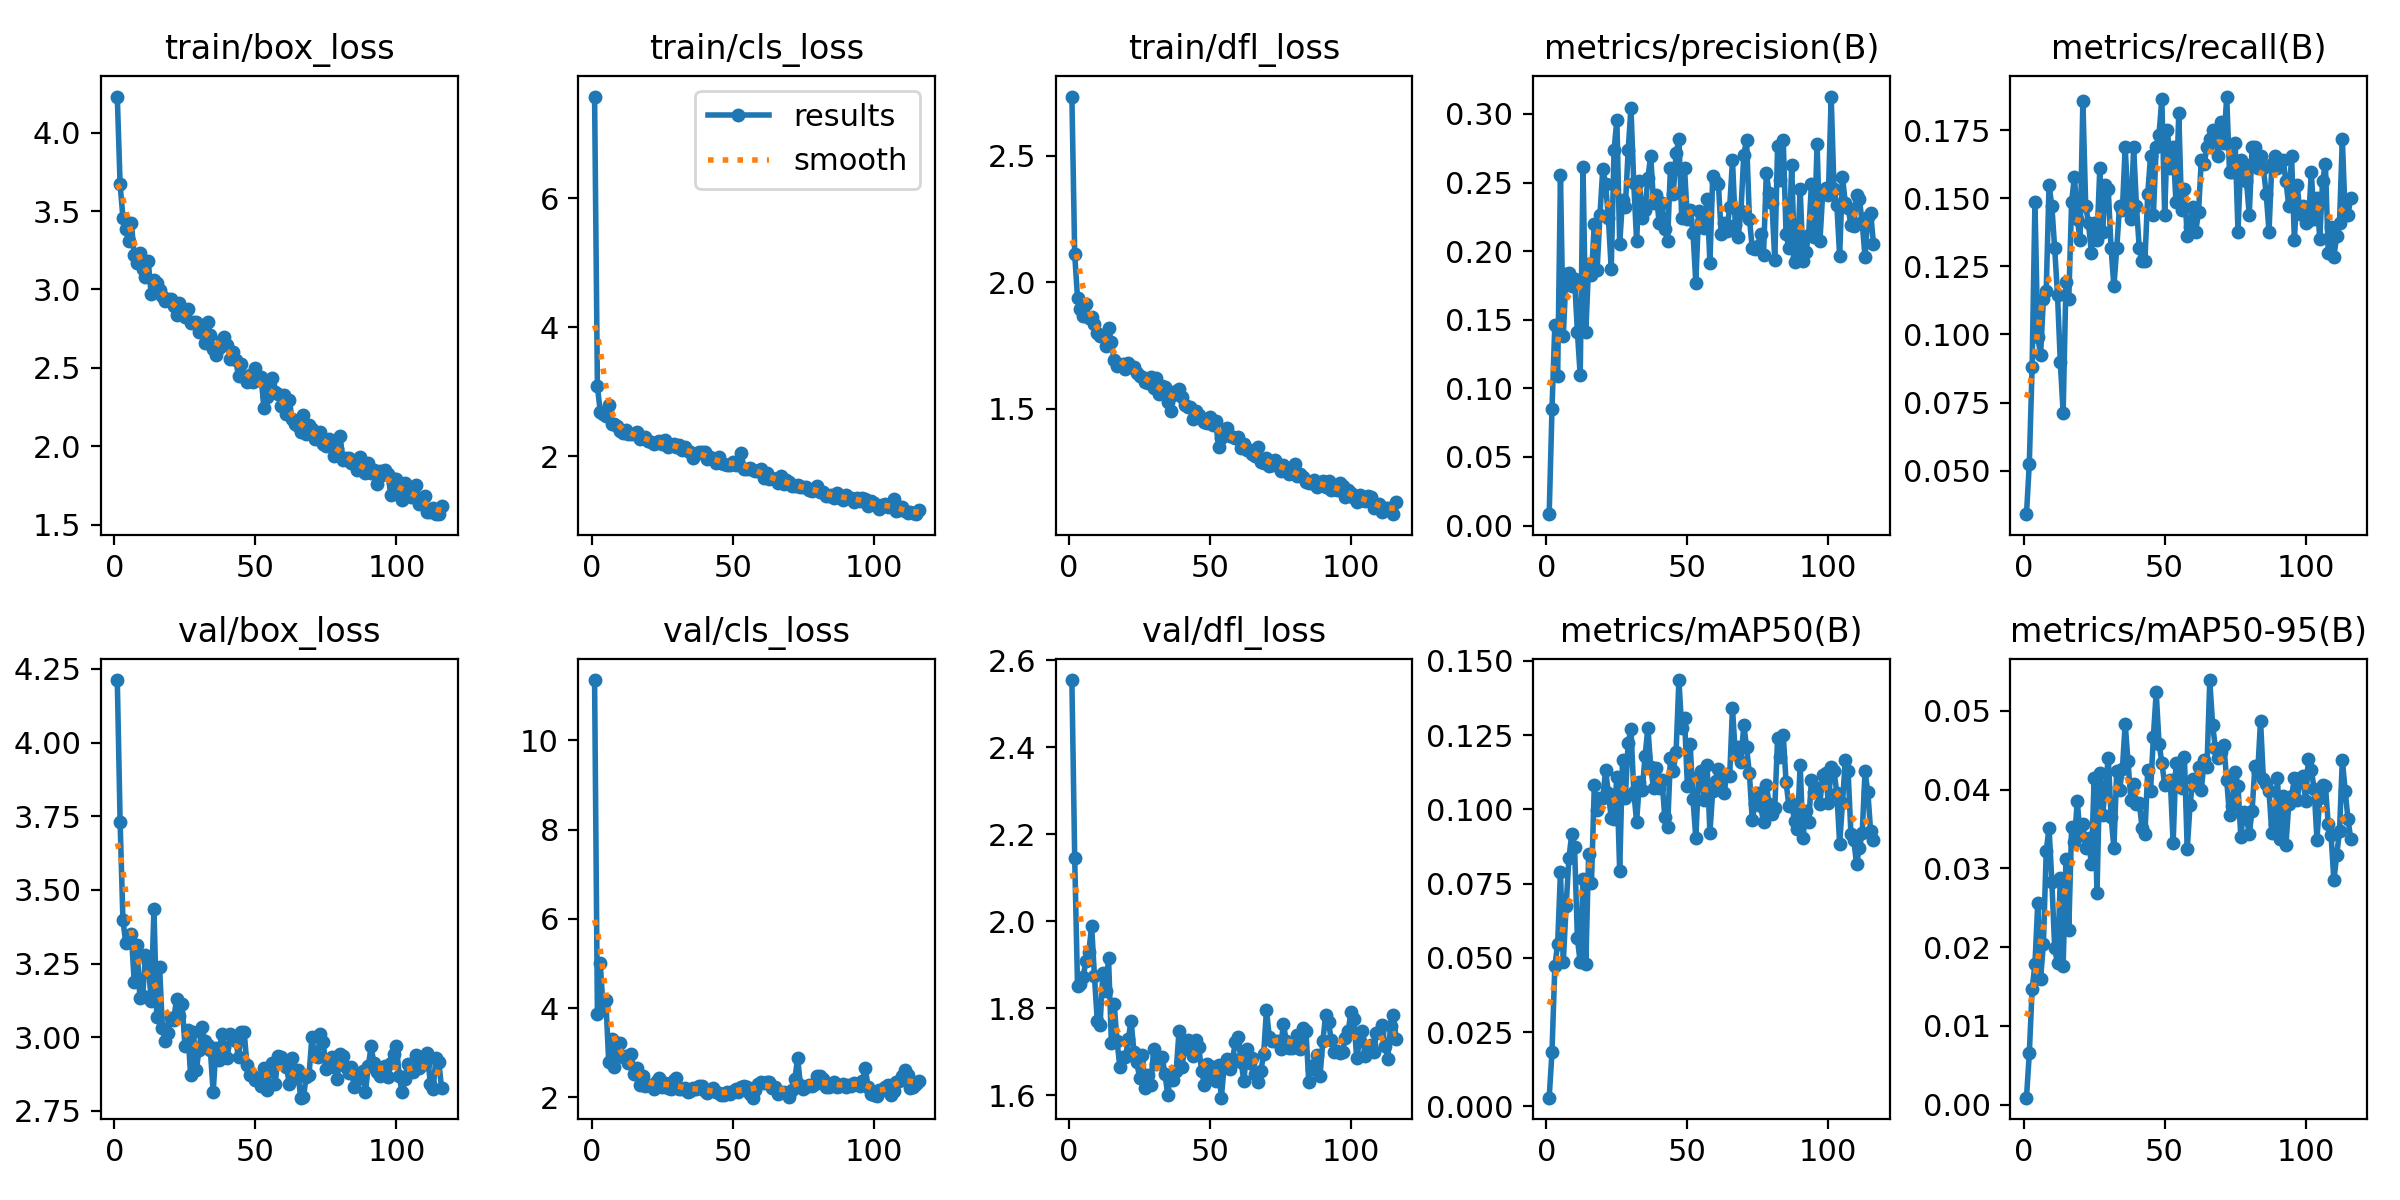 train/box_loss
4.0
3.5
3.0
2.5
2.0
1.5
0 50 100
train/cls_loss
results
smooth
6
4
2
0 50 100
train/dfl_loss
2.5
2.0
1.5
0 50 100
metrics/precision(B)
0.30
0.25
0.20
0.15
0.10
0.05
0.00
0 50 100
metrics/recall(B)
0.175
0.150
0.125
0.100
0.075
0.050
0 50 100
val/box_loss
4.25
4.00
3.75
3.50
3.25
3.00
2.75
0 50 100
val/cls_loss
10
8
6
4
2
0 50 100
val/dfl_loss
2.6
2.4
2.2
2.0
1.8
1.6
0 50 100
metrics/mAP50(B)
0.150
0.125
0.100
0.075
0.050
0.025
0.000
0 50 100
metrics/mAP50-95(B)
0.05
0.04
0.03
0.02
0.01
0.00
0 50 100